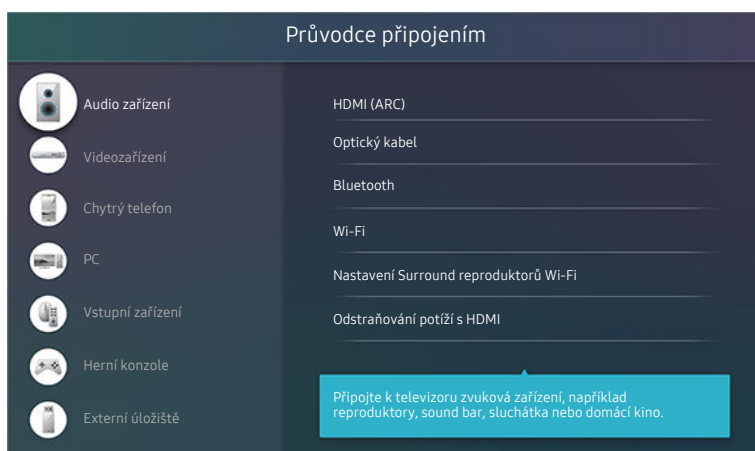 Průvodce připojením
Audio zařízení
Videozařízení
Chytrý telefon
PC
Vstupní zařízení
Herní konzole
Externí úložiště
HDMI (ARC)
Optický kabel
Bluetooth
Wi-Fi
Nastavení Surround reproduktorů Wi-Fi
Odstraňování potíží s HDMI
Připojte k televizoru zvuková zařízení, například
reproduktory, sound bar, sluchátka nebo domácí kino.